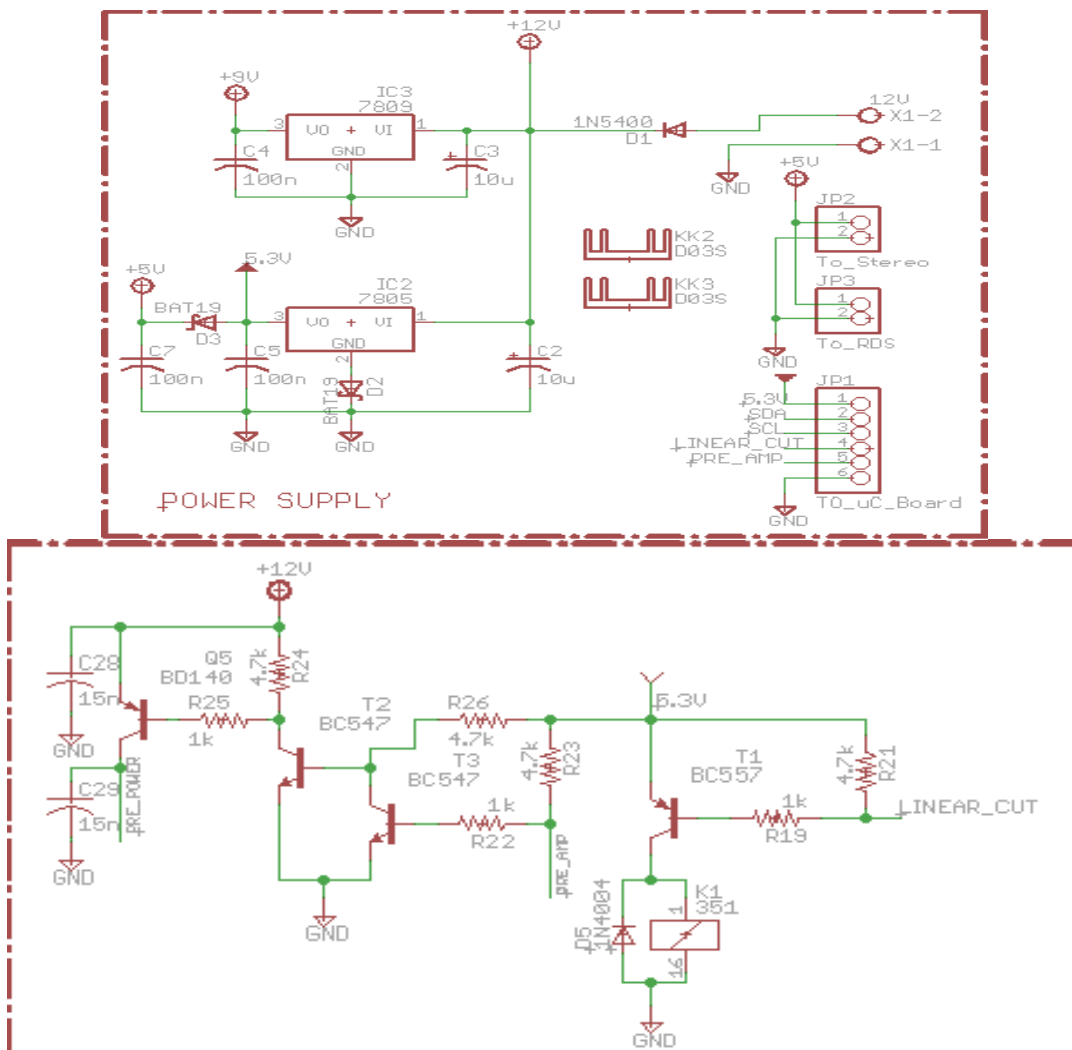 +12V
+9V
IC3
7809
3
VO
+
VI
1
GND
2
C4
100n
C3
10u
GND
1N5400
D1
12V
X1-2
X1-1
GND
+5V
JP2
1
2
To_Stereo
JP3
1
2
To_RDS
GND
KK2
D03S
KK3
D03S
+5V
5.3V
BAT19
D3
IC2
7805
3
VO
+
VI
1
GND
2
C7
100n
C5
100n
BAT19
D2
C2
10u
GND
GND
JP1
5.3V
1
SDA
2
SCL
3
LINEAR_CUT
4
PRE_AMP
5
6
TO_uC_Board
GND
POWER SUPPLY
+12V
C28
15n
GND
Q5
BD140
4.7k
R24
R25
1k
T2
BC547
R26
4.7k
T3
BC547
4.7k
R23
5.3V
T1
BC557
4.7k
R21
LINEAR_CUT
1k
R19
1k
R22
PRE_AMP
C29
15n
PRE_POWER
GND
GND
D5
1N4004
K1
351
1
16
GND